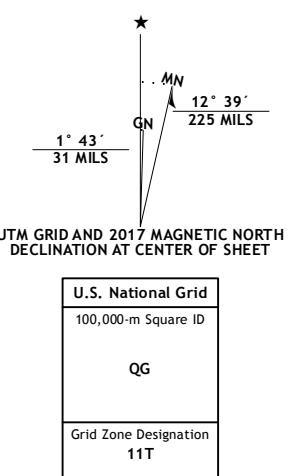 ★
MN
GN
12° 39´
225 MILS
1° 43´
31 MILS
UTM GRID AND 2017 MAGNETIC NORTH
DECLINATION AT CENTER OF SHEET
U.S. National Grid
100,000-m Square ID
QG
Grid Zone Designation
11T